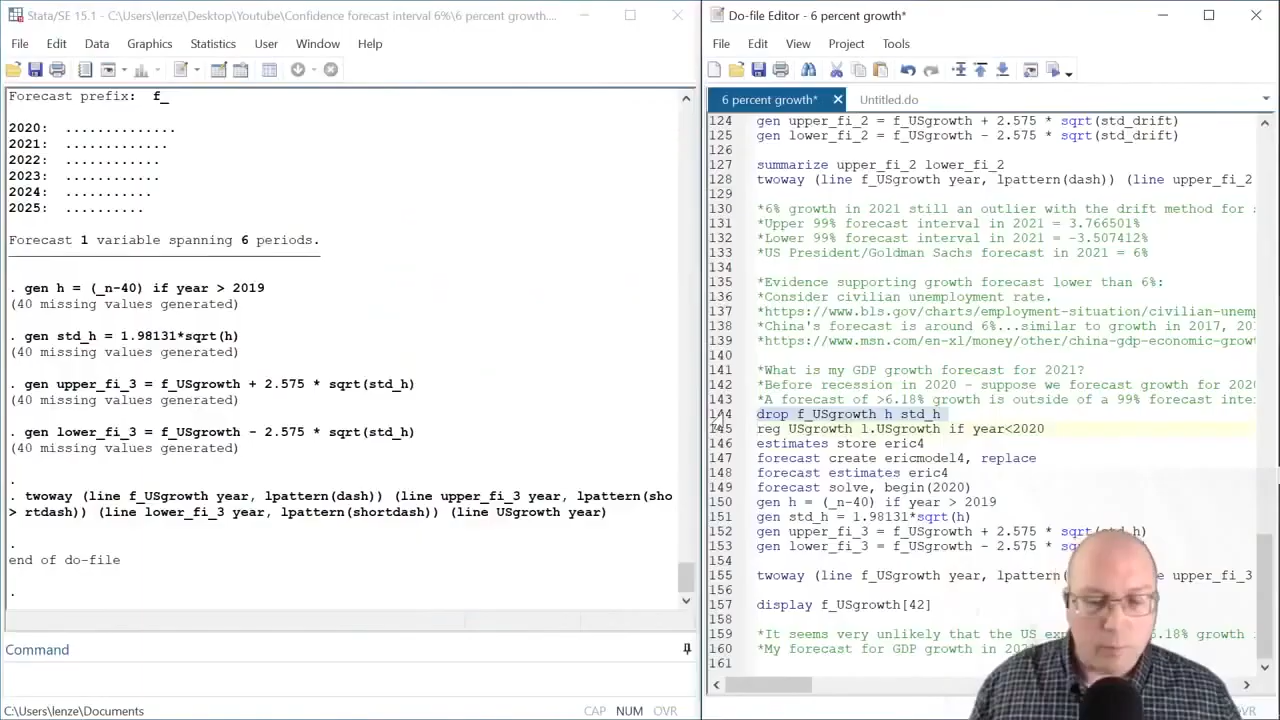 Stata/SE 15.1 - C:\Users\lenze\Desktop\Youtube\Confidence forecast interval 6%\6 percent growth....
File Edit Data Graphics Statistics User Window Help
Forecast prefix: f_
2020: ..............
2021: .............
2022: ............
2023: ............
2024: ...........
2025: ..........
Forecast 1 variable spanning 6 periods.
. gen h = (_n-40) if year > 2019
(40 missing values generated)
. gen std_h = 1.98131*sqrt(h)
(40 missing values generated)
. gen upper_fi_3 = f_USgrowth + 2.575 * sqrt(std_h)
(40 missing values generated)
. gen lower_fi_3 = f_USgrowth - 2.575 * sqrt(std_h)
(40 missing values generated)
.
. twoway (line f_USgrowth year, lpattern(dash)) (line upper_fi_3 year, lpattern(sho
> rtdash)) (line lower_fi_3 year, lpattern(shortdash)) (line USgrowth year)
.
end of do-file
.
Command
C:\Users\lenze\Documents
CAP NUM OVR
Do-file Editor - 6 percent growth*
File Edit View Project Tools
6 percent growth* Untitled.do
124 gen upper_fi_2 = f_USgrowth + 2.575 * sqrt(std_drift)
125 gen lower_fi_2 = f_USgrowth - 2.575 * sqrt(std_drift)
126
127 summarize upper_fi_2 lower_fi_2
128 twoway (line f_USgrowth year, lpattern(dash)) (line upper_fi_2
129
130 *6% growth in 2021 still an outlier with the drift method for
131 *Upper 99% forecast interval in 2021 = 3.766501%
132 *Lower 99% forecast interval in 2021 = -3.507412%
133 *US President/Goldman Sachs forecast in 2021 = 6%
134
135 *Evidence supporting growth forecast lower than 6%:
136 *Consider civilian unemployment rate.
137 *https://www.bls.gov/charts/employment-situation/civilian-unemp
138 *China's forecast is around 6%...similar to growth in 2017, 20
139 *https://www.msn.com/en-xl/money/other/china-gdp-economic-grow
140
141 *What is my GDP growth forecast for 2021?
142 *Before recession in 2020 - suppose we forecast growth for 202
143 *A forecast of >6.18% growth is outside of a 99% forecast inte
144 drop f_USgrowth h std_h
145 reg USgrowth l.USgrowth if year<2020
146 estimates store eric4
147 forecast create ericmodel4, replace
148 forecast estimates eric4
149 forecast solve, begin(2020)
150 gen h = (_n-40) if year > 2019
151 gen std_h = 1.98131*sqrt(h)
152 gen upper_fi_3 = f_USgrowth + 2.575 * sqrt(std_h)
153 gen lower_fi_3 = f_USgrowth - 2.575 * sq
154
155 twoway (line f_USgrowth year, lpattern( upper_fi_3
156
157 display f_USgrowth[42]
158
159 *It seems very unlikely that the US 6.18% growth
160 *My forecast for GDP growth in
161
OVR